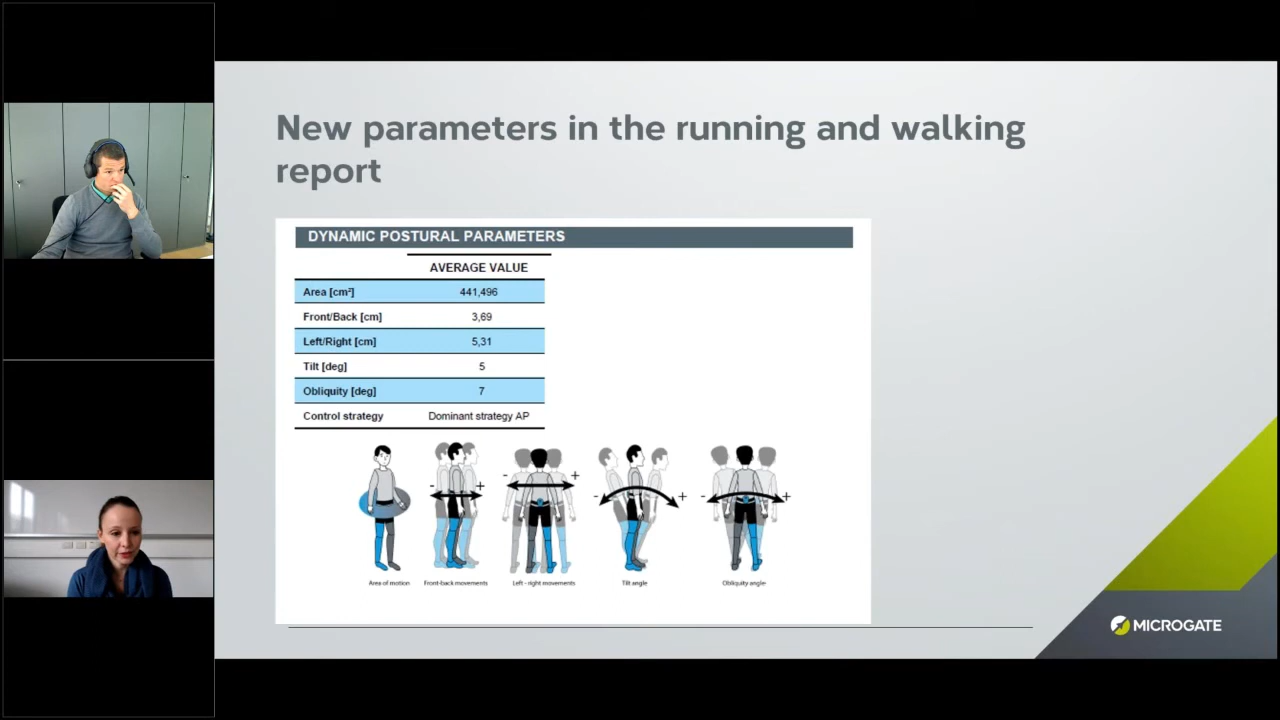 New parameters in the running and walking
report
DYNAMIC POSTURAL PARAMETERS
AVERAGE VALUE
Area [cm²] 441,496
Front/Back [cm] 3,69
Left/Right [cm] 5,31
Tilt [deg] 5
Obliquity [deg] 7
Control strategy Dominant strategy AP
- + - + - + - +
Area of motion Front-back movements Left - right movements Tilt angle Obliquity angle
MICROGATE